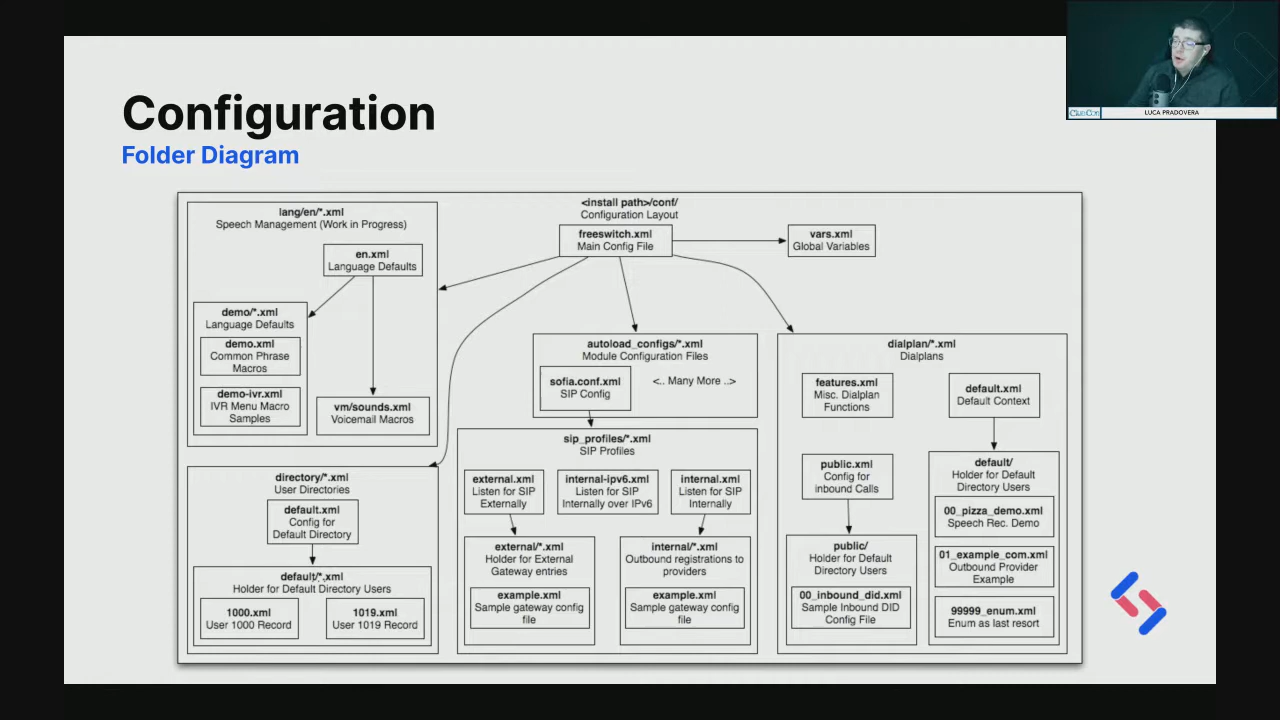 Configuration
Folder Diagram
LUCA PRADOVERA
ClueCon
<install path>/conf/
Configuration Layout
freeswitch.xml
Main Config File
vars.xml
Global Variables
lang/en/*.xml
Speech Management (Work in Progress)
en.xml
Language Defaults
demo/*.xml
Language Defaults
demo.xml
Common Phrase
Macros
demo-ivr.xml
IVR Menu Macro
Samples
vm/sounds.xml
Voicemail Macros
directory/*.xml
User Directories
default.xml
Config for
Default Directory
default/*.xml
Holder for Default Directory Users
1000.xml
User 1000 Record
1019.xml
User 1019 Record
autoload_configs/*.xml
Module Configuration Files
sofia.conf.xml
SIP Config
<.. Many More ..>
sip_profiles/*.xml
SIP Profiles
external.xml
Listen for SIP
Externally
internal-ipv6.xml
Listen for SIP
Internally over IPv6
internal.xml
Listen for SIP
Internally
external/*.xml
Holder for External
Gateway entries
example.xml
Sample gateway config
file
internal/*.xml
Outbound registrations to
providers
example.xml
Sample gateway config
file
dialplan/*.xml
Dialplans
features.xml
Misc. Dialplan
Functions
default.xml
Default Context
public.xml
Config for
inbound Calls
public/
Holder for Default
Directory Users
00_inbound_did.xml
Sample Inbound DID
Config File
default/
Holder for Default
Directory Users
00_pizza_demo.xml
Speech Rec. Demo
01_example_com.xml
Outbound Provider
Example
99999_enum.xml
Enum as last resort